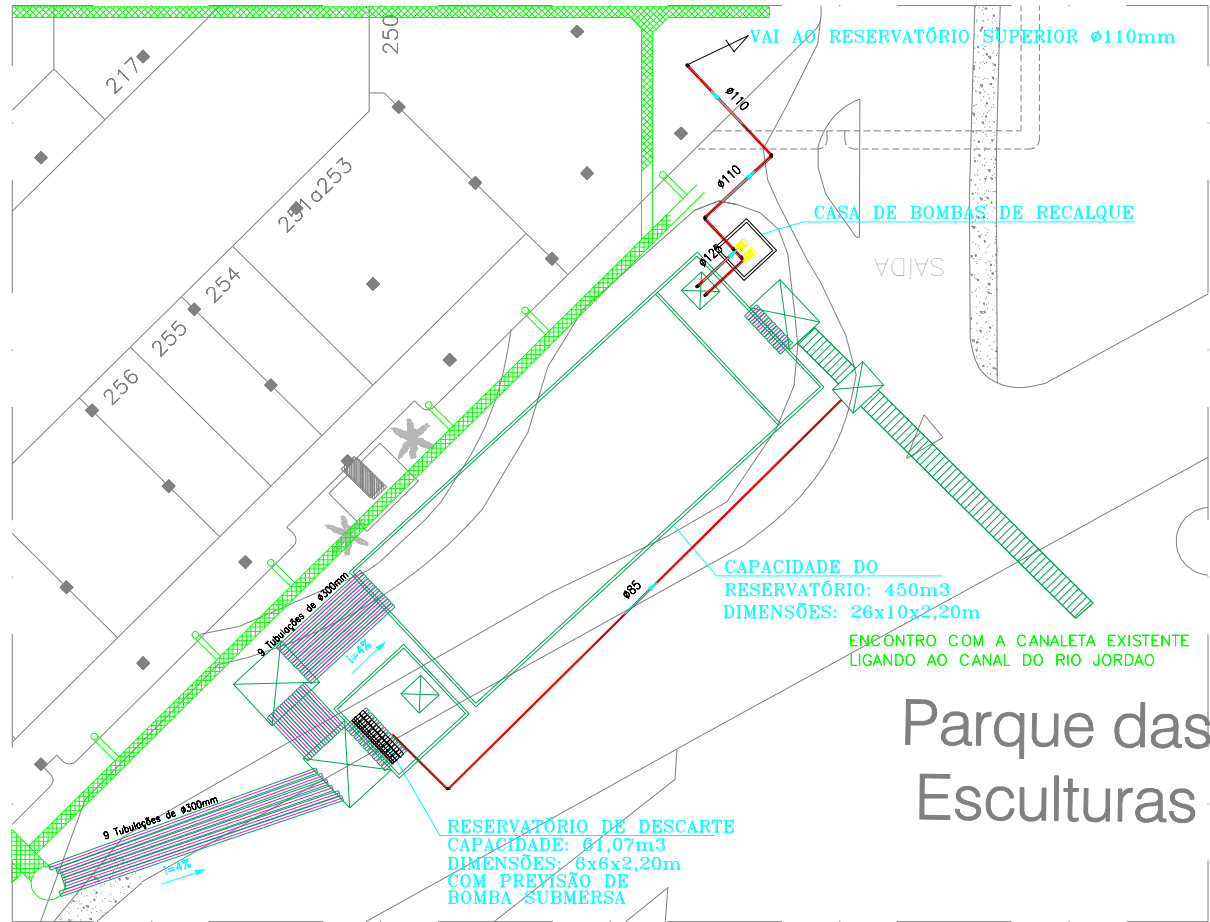 250
217
VAI AO RESERVATÓRIO SUPERIOR ø110mm
ø110
ø110
251a253
CASA DE BOMBAS DE RECALQUE
ø125
SAÍDA
254
255
256
ø85
CAPACIDADE DO
RESERVATÓRIO: 450m3
DIMENSÕES: 26x10x2,20m
9 Tubulações de ø300mm
i=4%
ENCONTRO COM A CANALETA EXISTENTE
LIGANDO AO CANAL DO RIO JORDAO
Parque das
Esculturas
9 Tubulações de ø300mm
i=4%
RESERVATÓRIO DE DESCARTE
CAPACIDADE: 61,07m3
DIMENSÕES: 6x6x2,20m
COM PREVISÃO DE
BOMBA SUBMERSA